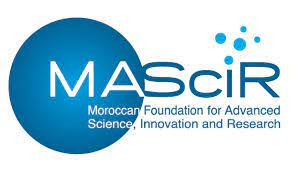 MAScIR
Moroccan Foundation for Advanced
Science, Innovation and Research